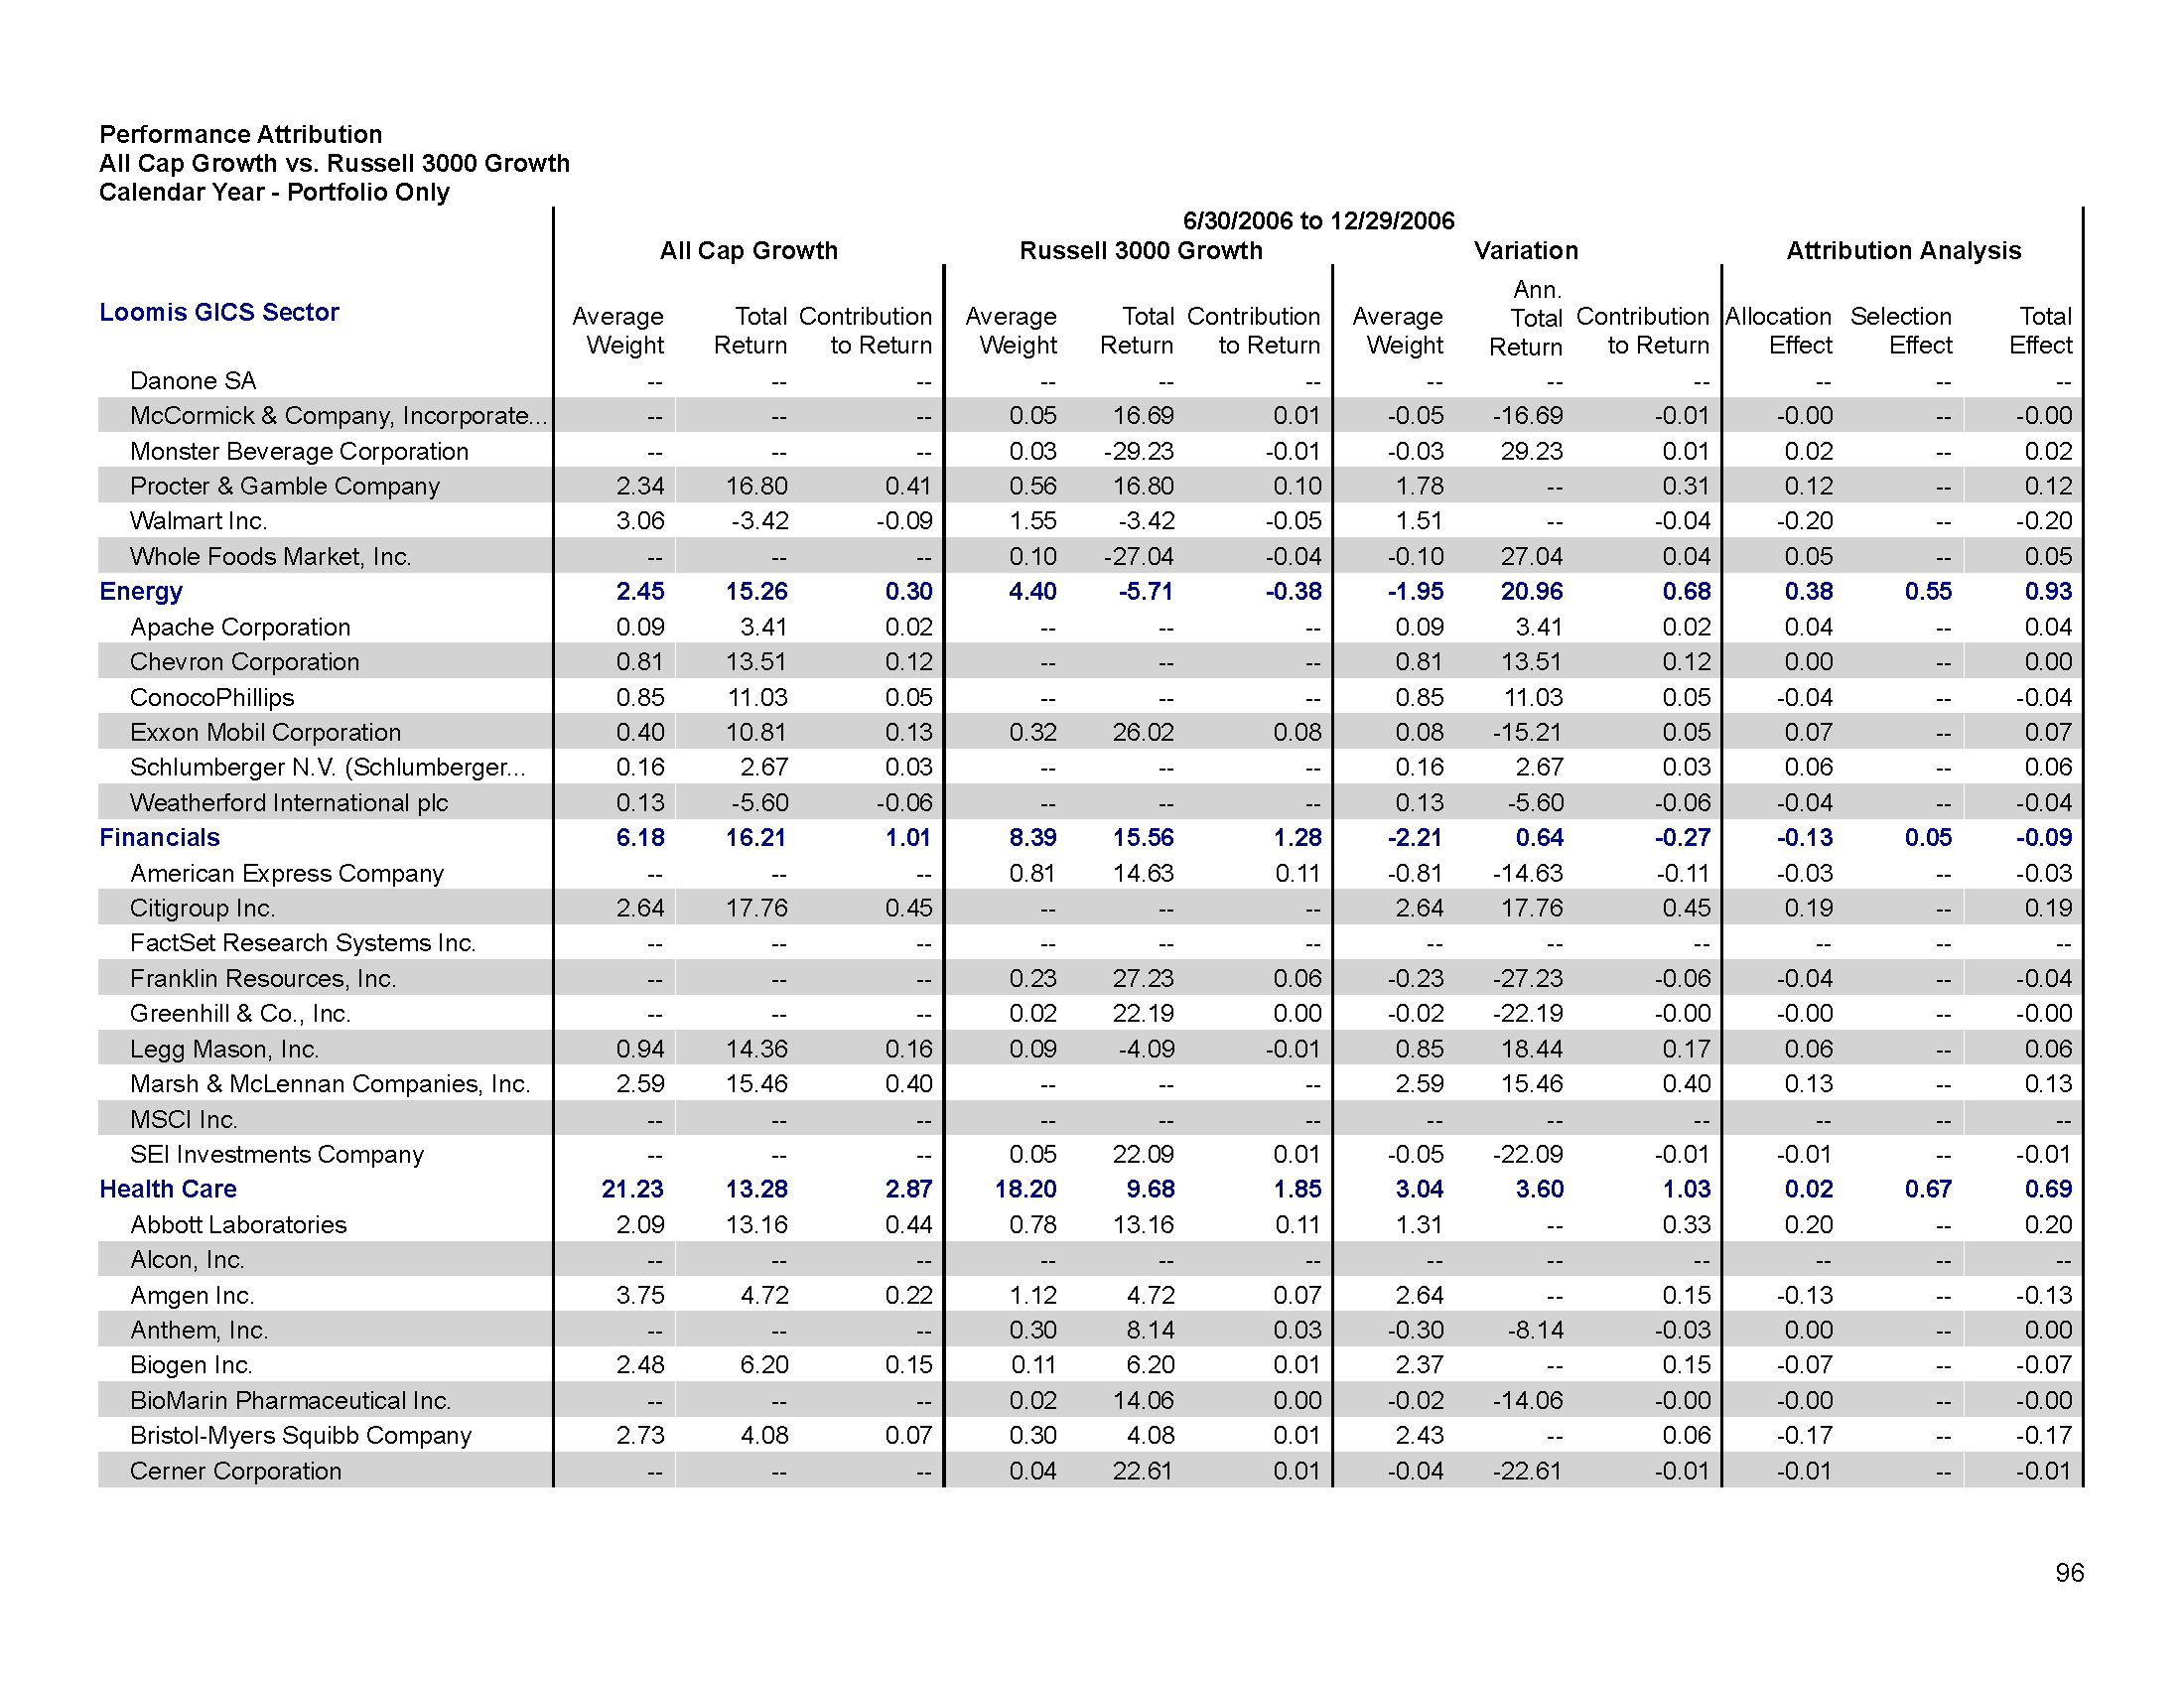 Performance Attribution
All Cap Growth vs. Russell 3000 Growth
Calendar Year - Portfolio Only
6/30/2006 to 12/29/2006
All Cap Growth Russell 3000 Growth Variation Attribution Analysis
Loomis GICS Sector Average Weight Total Return Contribution to Return Average Weight Total Return Contribution to Return Average Weight Ann. Total Return Contribution to Return Allocation Effect Selection Effect Total Effect
Danone SA -- -- -- -- -- -- -- -- -- -- -- --
McCormick & Company, Incorporate... -- -- -- 0.05 16.69 0.01 -0.05 -16.69 -0.01 -0.00 -- -0.00
Monster Beverage Corporation -- -- -- 0.03 -29.23 -0.01 -0.03 29.23 0.01 0.02 -- 0.02
Procter & Gamble Company 2.34 16.80 0.41 0.56 16.80 0.10 1.78 -- 0.31 0.12 -- 0.12
Walmart Inc. 3.06 -3.42 -0.09 1.55 -3.42 -0.05 1.51 -- -0.04 -0.20 -- -0.20
Whole Foods Market, Inc. -- -- -- 0.10 -27.04 -0.04 -0.10 27.04 0.04 0.05 -- 0.05
Energy 2.45 15.26 0.30 4.40 -5.71 -0.38 -1.95 20.96 0.68 0.38 0.55 0.93
Apache Corporation 0.09 3.41 0.02 -- -- -- 0.09 3.41 0.02 0.04 -- 0.04
Chevron Corporation 0.81 13.51 0.12 -- -- -- 0.81 13.51 0.12 0.00 -- 0.00
ConocoPhillips 0.85 11.03 0.05 -- -- -- 0.85 11.03 0.05 -0.04 -- -0.04
Exxon Mobil Corporation 0.40 10.81 0.13 0.32 26.02 0.08 0.08 -15.21 0.05 0.07 -- 0.07
Schlumberger N.V. (Schlumberger... 0.16 2.67 0.03 -- -- -- 0.16 2.67 0.03 0.06 -- 0.06
Weatherford International plc 0.13 -5.60 -0.06 -- -- -- 0.13 -5.60 -0.06 -0.04 -- -0.04
Financials 6.18 16.21 1.01 8.39 15.56 1.28 -2.21 0.64 -0.27 -0.13 0.05 -0.09
American Express Company -- -- -- 0.81 14.63 0.11 -0.81 -14.63 -0.11 -0.03 -- -0.03
Citigroup Inc. 2.64 17.76 0.45 -- -- -- 2.64 17.76 0.45 0.19 -- 0.19
FactSet Research Systems Inc. -- -- -- -- -- -- -- -- -- -- -- --
Franklin Resources, Inc. -- -- -- 0.23 27.23 0.06 -0.23 -27.23 -0.06 -0.04 -- -0.04
Greenhill & Co., Inc. -- -- -- 0.02 22.19 0.00 -0.02 -22.19 -0.00 -0.00 -- -0.00
Legg Mason, Inc. 0.94 14.36 0.16 0.09 -4.09 -0.01 0.85 18.44 0.17 0.06 -- 0.06
Marsh & McLennan Companies, Inc. 2.59 15.46 0.40 -- -- -- 2.59 15.46 0.40 0.13 -- 0.13
MSCI Inc. -- -- -- -- -- -- -- -- -- -- -- --
SEI Investments Company -- -- -- 0.05 22.09 0.01 -0.05 -22.09 -0.01 -0.01 -- -0.01
Health Care 21.23 13.28 2.87 18.20 9.68 1.85 3.04 3.60 1.03 0.02 0.67 0.69
Abbott Laboratories 2.09 13.16 0.44 0.78 13.16 0.11 1.31 -- 0.33 0.20 -- 0.20
Alcon, Inc. -- -- -- -- -- -- -- -- -- -- -- --
Amgen Inc. 3.75 4.72 0.22 1.12 4.72 0.07 2.64 -- 0.15 -0.13 -- -0.13
Anthem, Inc. -- -- -- 0.30 8.14 0.03 -0.30 -8.14 -0.03 0.00 -- 0.00
Biogen Inc. 2.48 6.20 0.15 0.11 6.20 0.01 2.37 -- 0.15 -0.07 -- -0.07
BioMarin Pharmaceutical Inc. -- -- -- 0.02 14.06 0.00 -0.02 -14.06 -0.00 -0.00 -- -0.00
Bristol-Myers Squibb Company 2.73 4.08 0.07 0.30 4.08 0.01 2.43 -- 0.06 -0.17 -- -0.17
Cerner Corporation -- -- -- 0.04 22.61 0.01 -0.04 -22.61 -0.01 -0.01 -- -0.01
96